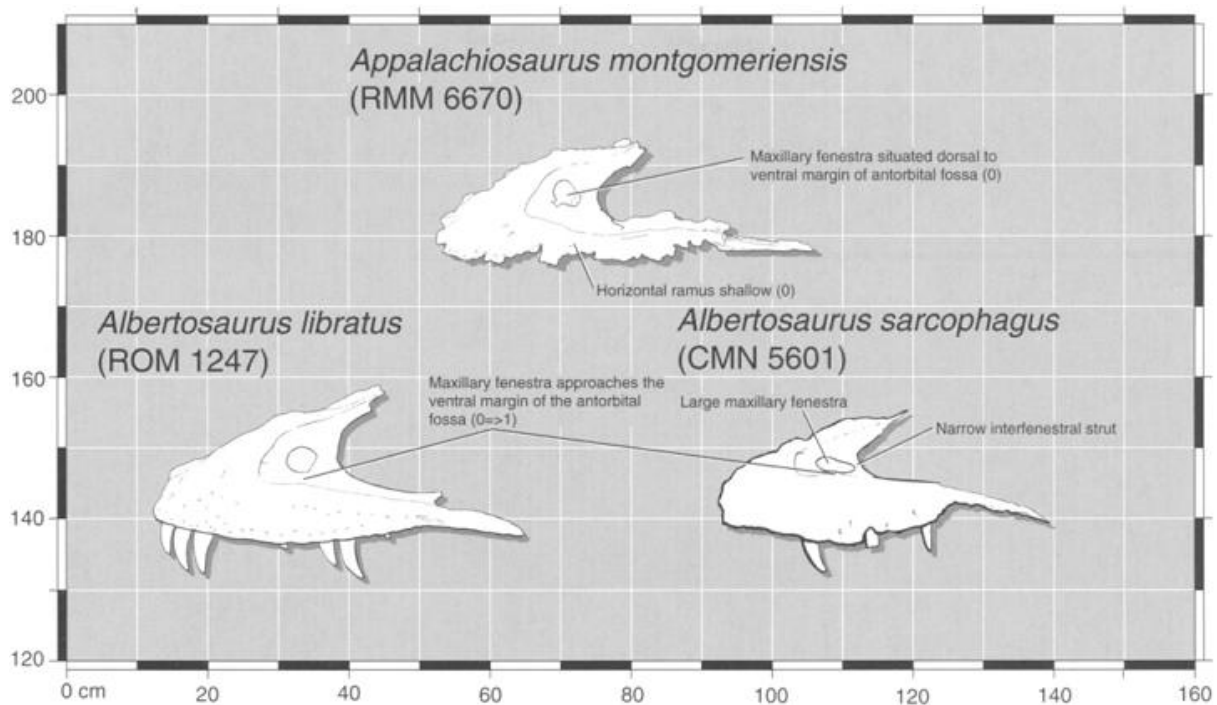 Appalachiosaurus montgomeriensis
(RMM 6670)
200
Maxillary fenestra situated dorsal to
ventral margin of antorbital fossa (0)
180
Horizontal ramus shallow (0)
Albertosaurus libratus
(ROM 1247)
Albertosaurus sarcophagus
(CMN 5601)
160
Maxillary fenestra approaches the
ventral margin of the antorbital
fossa (0=>1)
Large maxillary fenestra
Narrow interfenestral strut
140
120
0 cm
20
40
60
80
100
120
140
160